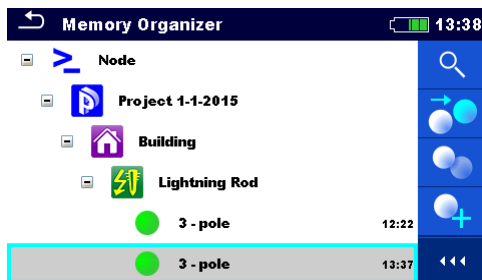 Memory Organizer 13:38
Node
Project 1-1-2015
Building
Lightning Rod
3 - pole 12:22
3 - pole 13:37